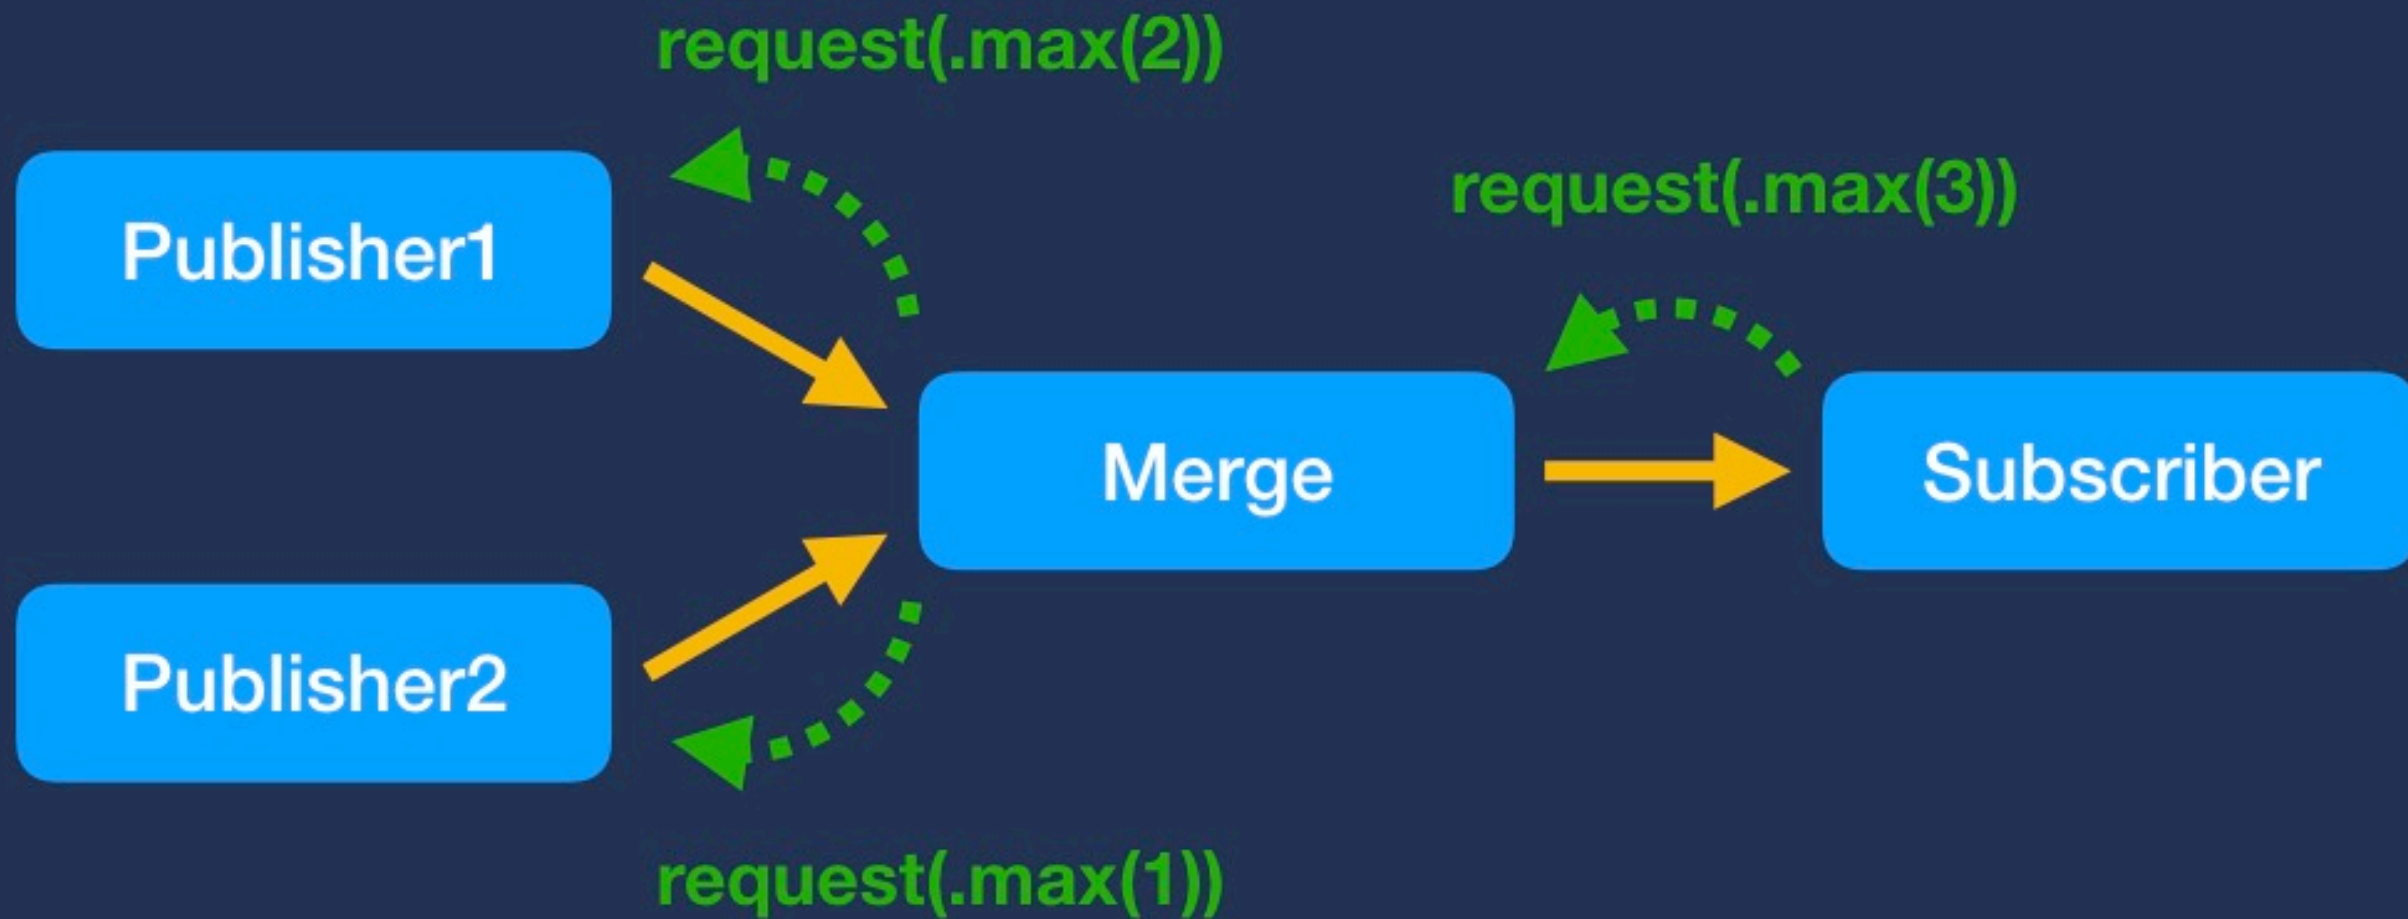 request(.max(2))
request(.max(3))
Publisher1
Merge
Subscriber
Publisher2
request(.max(1))